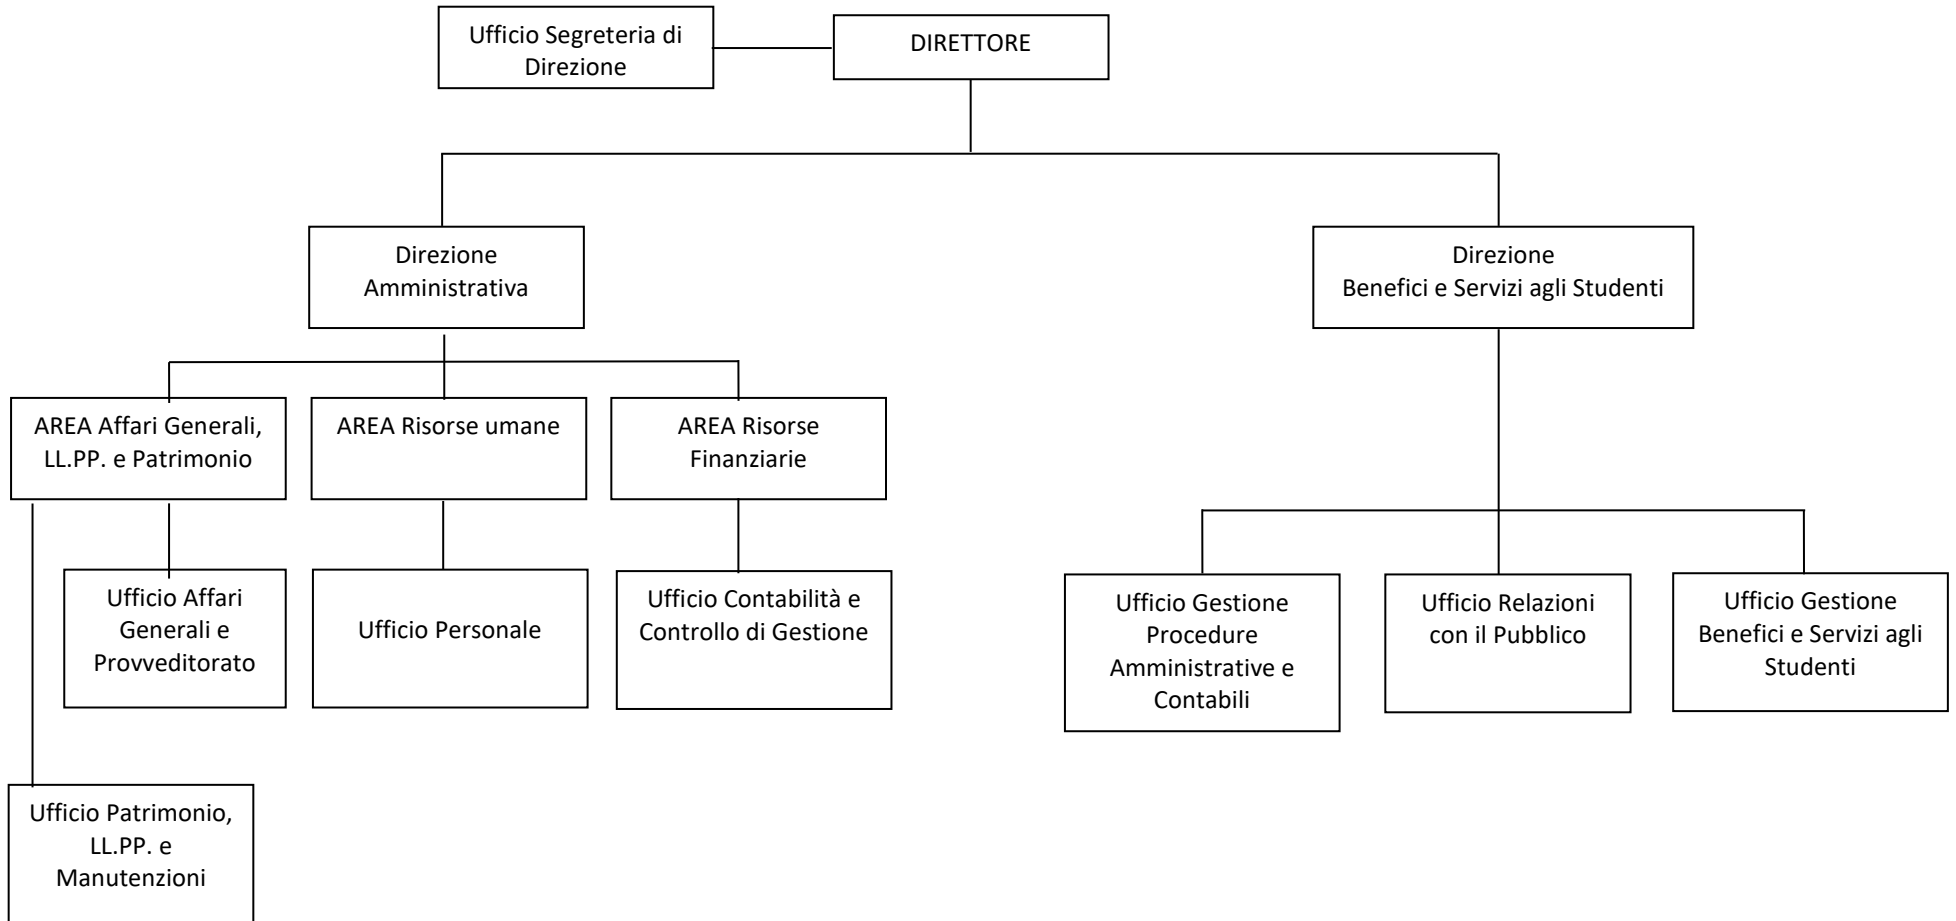 Ufficio Segreteria di
Direzione
DIRETTORE
Direzione
Amministrativa
Direzione
Benefici e Servizi agli Studenti
AREA Affari Generali,
LL.PP. e Patrimonio
AREA Risorse umane
AREA Risorse
Finanziarie
Ufficio Affari
Generali e
Provveditorato
Ufficio Personale
Ufficio Contabilità e
Controllo di Gestione
Ufficio Gestione
Procedure
Amministrative e
Contabili
Ufficio Relazioni
con il Pubblico
Ufficio Gestione
Benefici e Servizi agli
Studenti
Ufficio Patrimonio,
LL.PP. e
Manutenzioni